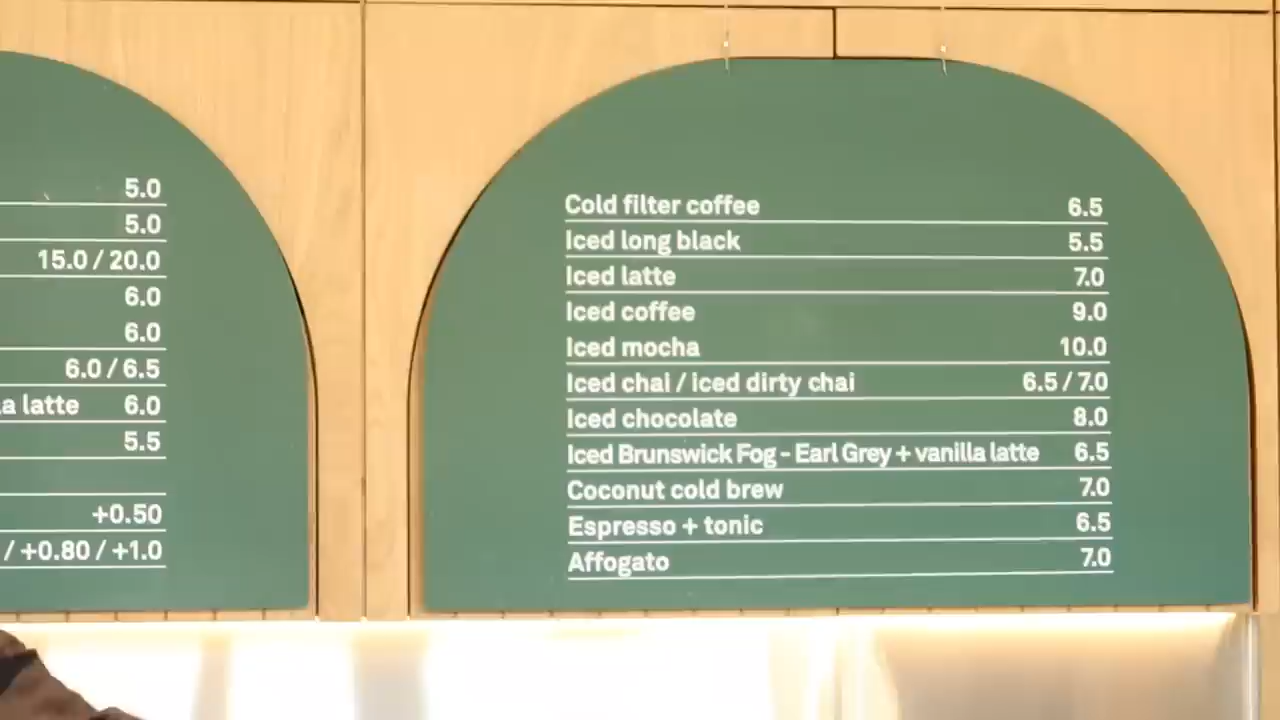 5.0
5.0
15.0 / 20.0
6.0
6.0
6.0 / 6.5
latte 6.0
5.5
+0.50
/ +0.80 / +1.0
Cold filter coffee 6.5
Iced long black 5.5
Iced latte 7.0
Iced coffee 9.0
Iced mocha 10.0
Iced chai / iced dirty chai 6.5 / 7.0
Iced chocolate 8.0
Iced Brunswick Fog - Earl Grey + vanilla latte 6.5
Coconut cold brew 7.0
Espresso + tonic 6.5
Affogato 7.0